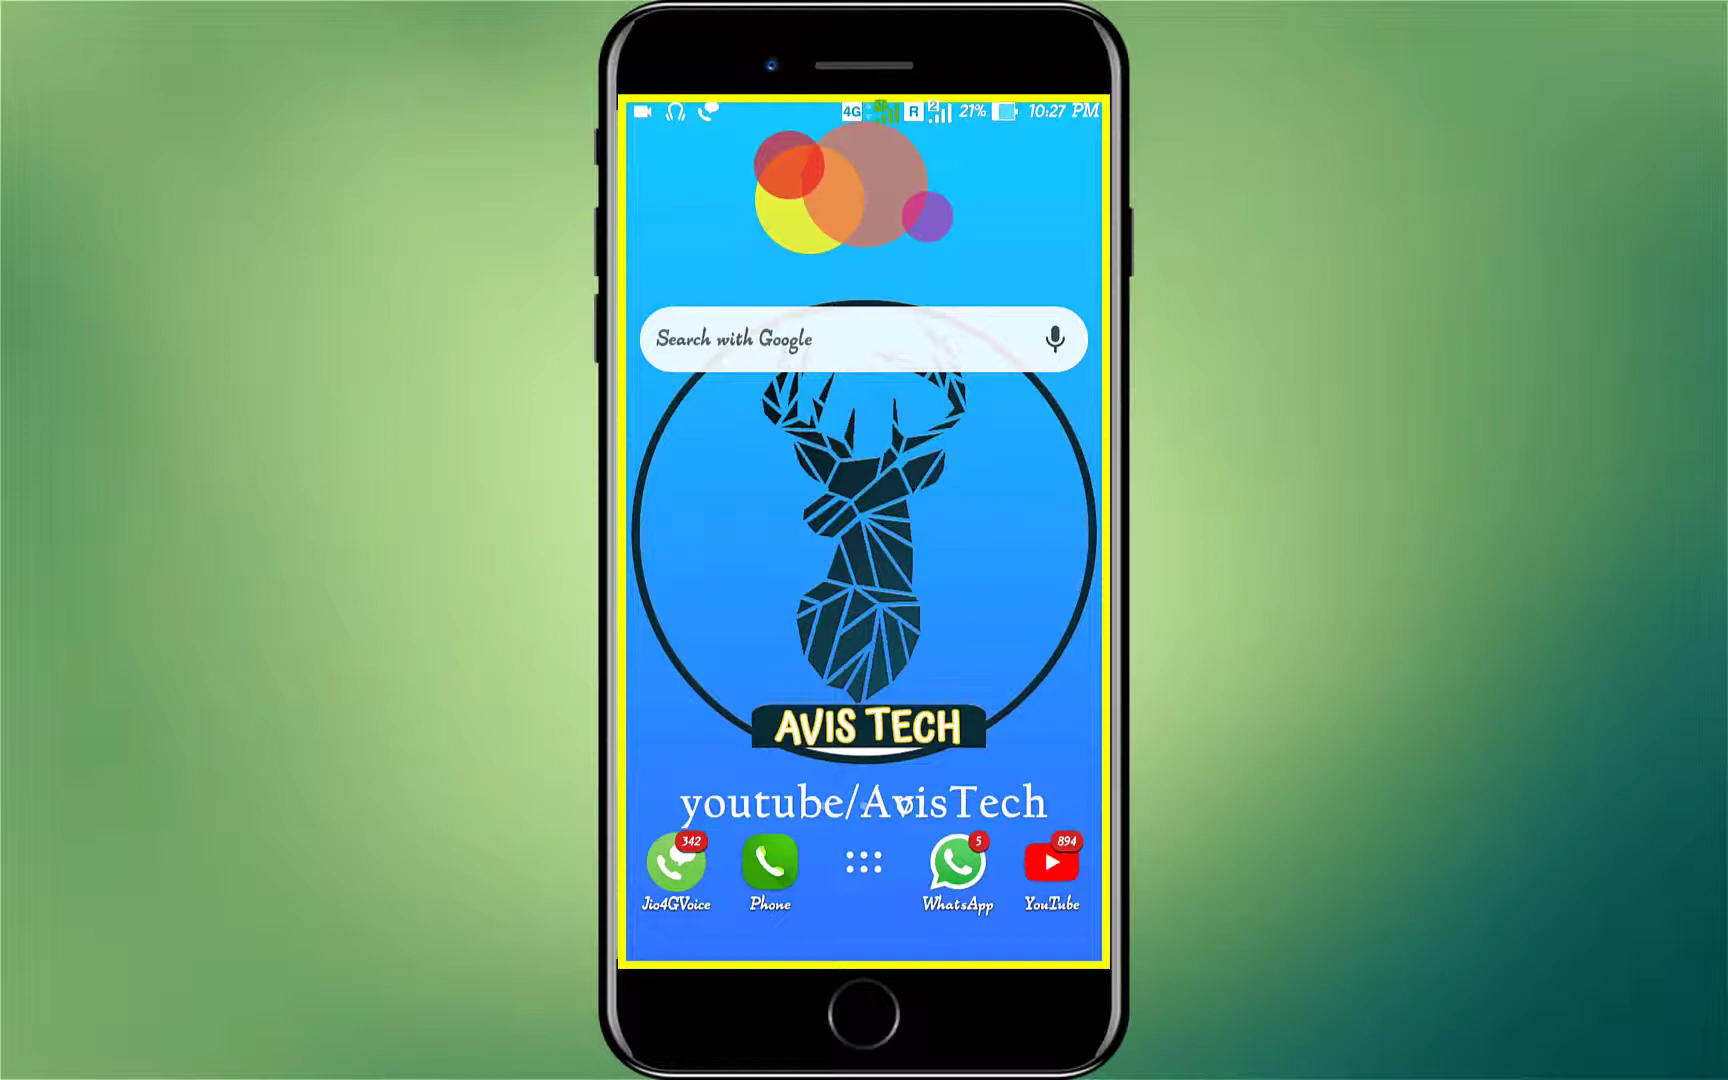 4G R 2 21% 10:27 PM
Search with Google
AVIS TECH
youtube/AvisTech
342 5 894
Jio4GVoice Phone WhatsApp YouTube